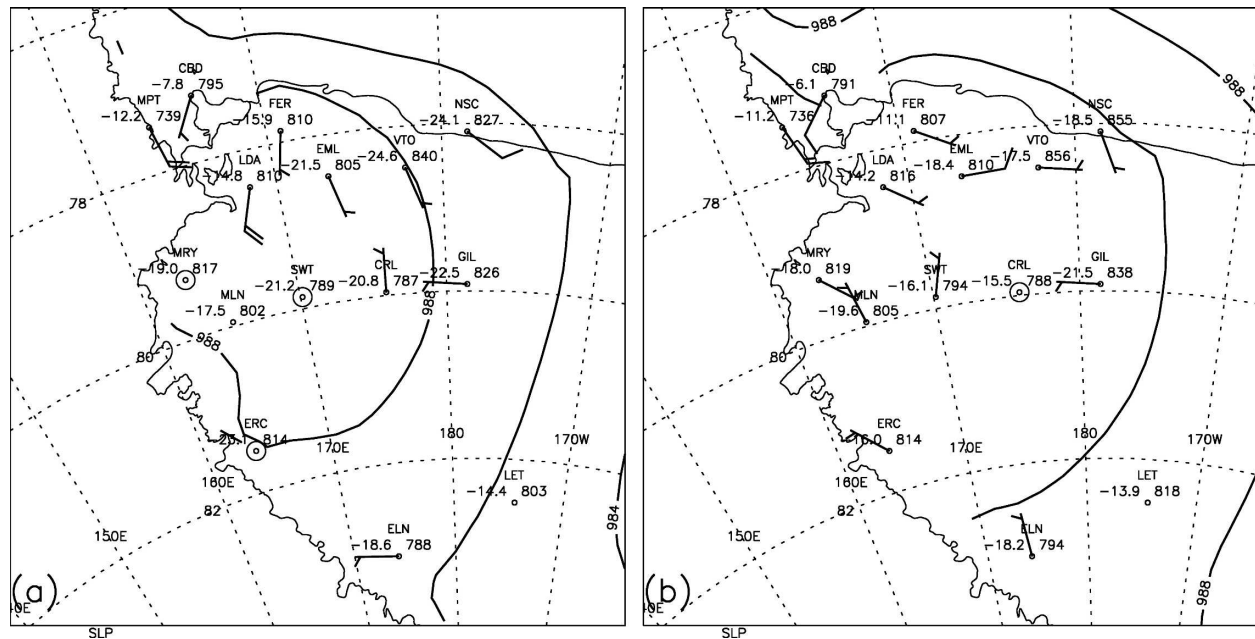 CBD
-7.8 795
MPT
-12.2 739
FER
-15.9 810
NSC
-24.1 827
LDA
-14.8
EML
-21.5 805
VTO
-24.6 840
78
MRY
-19.0 817
SWT
-21.2 789
CRL
-20.8 787
GIL
-22.5 826
MLN
-17.5 802
988
988
80
ERC
-23.1 814
170E
180
170W
160E
82
LET
-14.4 803
150E
ELN
-18.6 788
984
(a)
SLP
988
988
CBD
-6.1 791
MPT
-11.2 736
FER
-11.1 807
NSC
-18.5 855
LDA
-14.2 816
EML
-18.4 810
VTO
856
78
MRY
-18.0 819
SWT
-16.1 794
CRL
-15.5 788
GIL
-21.5 838
MLN
-19.6 805
80
ERC
-16.0 814
170E
180
170W
160E
82
LET
-13.9 818
150E
ELN
-18.2 794
988
(b)
SLP